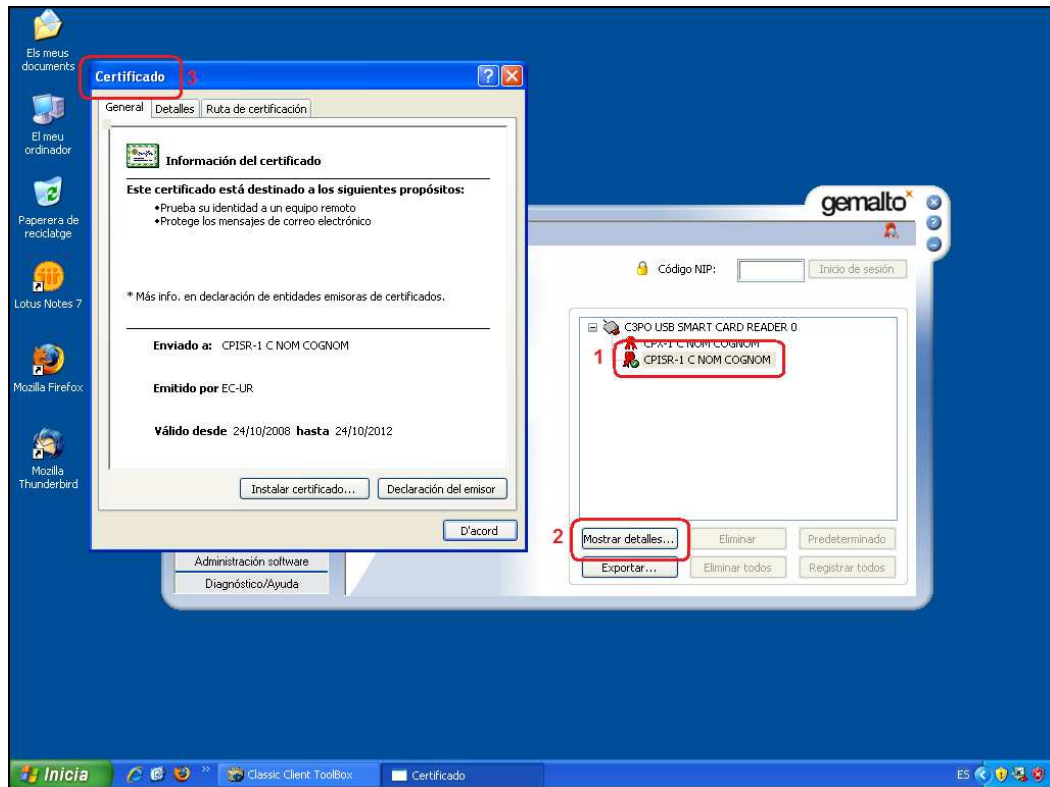 Els meus
documents
El meu
ordinador
Paperera de
reciclatge
Lotus Notes 7
Mozilla Firefox
Mozilla
Thunderbird
Certificado 3
General Detalles Ruta de certificación
Información del certificado
Este certificado está destinado a los siguientes propósitos:
•Prueba su identidad a un equipo remoto
•Protege los mensajes de correo electrónico
* Más info. en declaración de entidades emisoras de certificados.
Enviado a: CPISR-1 C NOM COGNOM
Emitido por EC-UR
Válido desde 24/10/2008 hasta 24/10/2012
Instalar certificado... Declaración del emisor
D'acord
gemalto
Código NIP: Inicio de sesión
C3PO USB SMART CARD READER 0
CPX-1 C NOM COGNOM
1 CPISR-1 C NOM COGNOM
2 Mostrar detalles... Eliminar Predeterminado
Exportar... Eliminar todos Registrar todos
Administración software
Diagnóstico/Ayuda
Inicia » Classic Client ToolBox Certificado ES